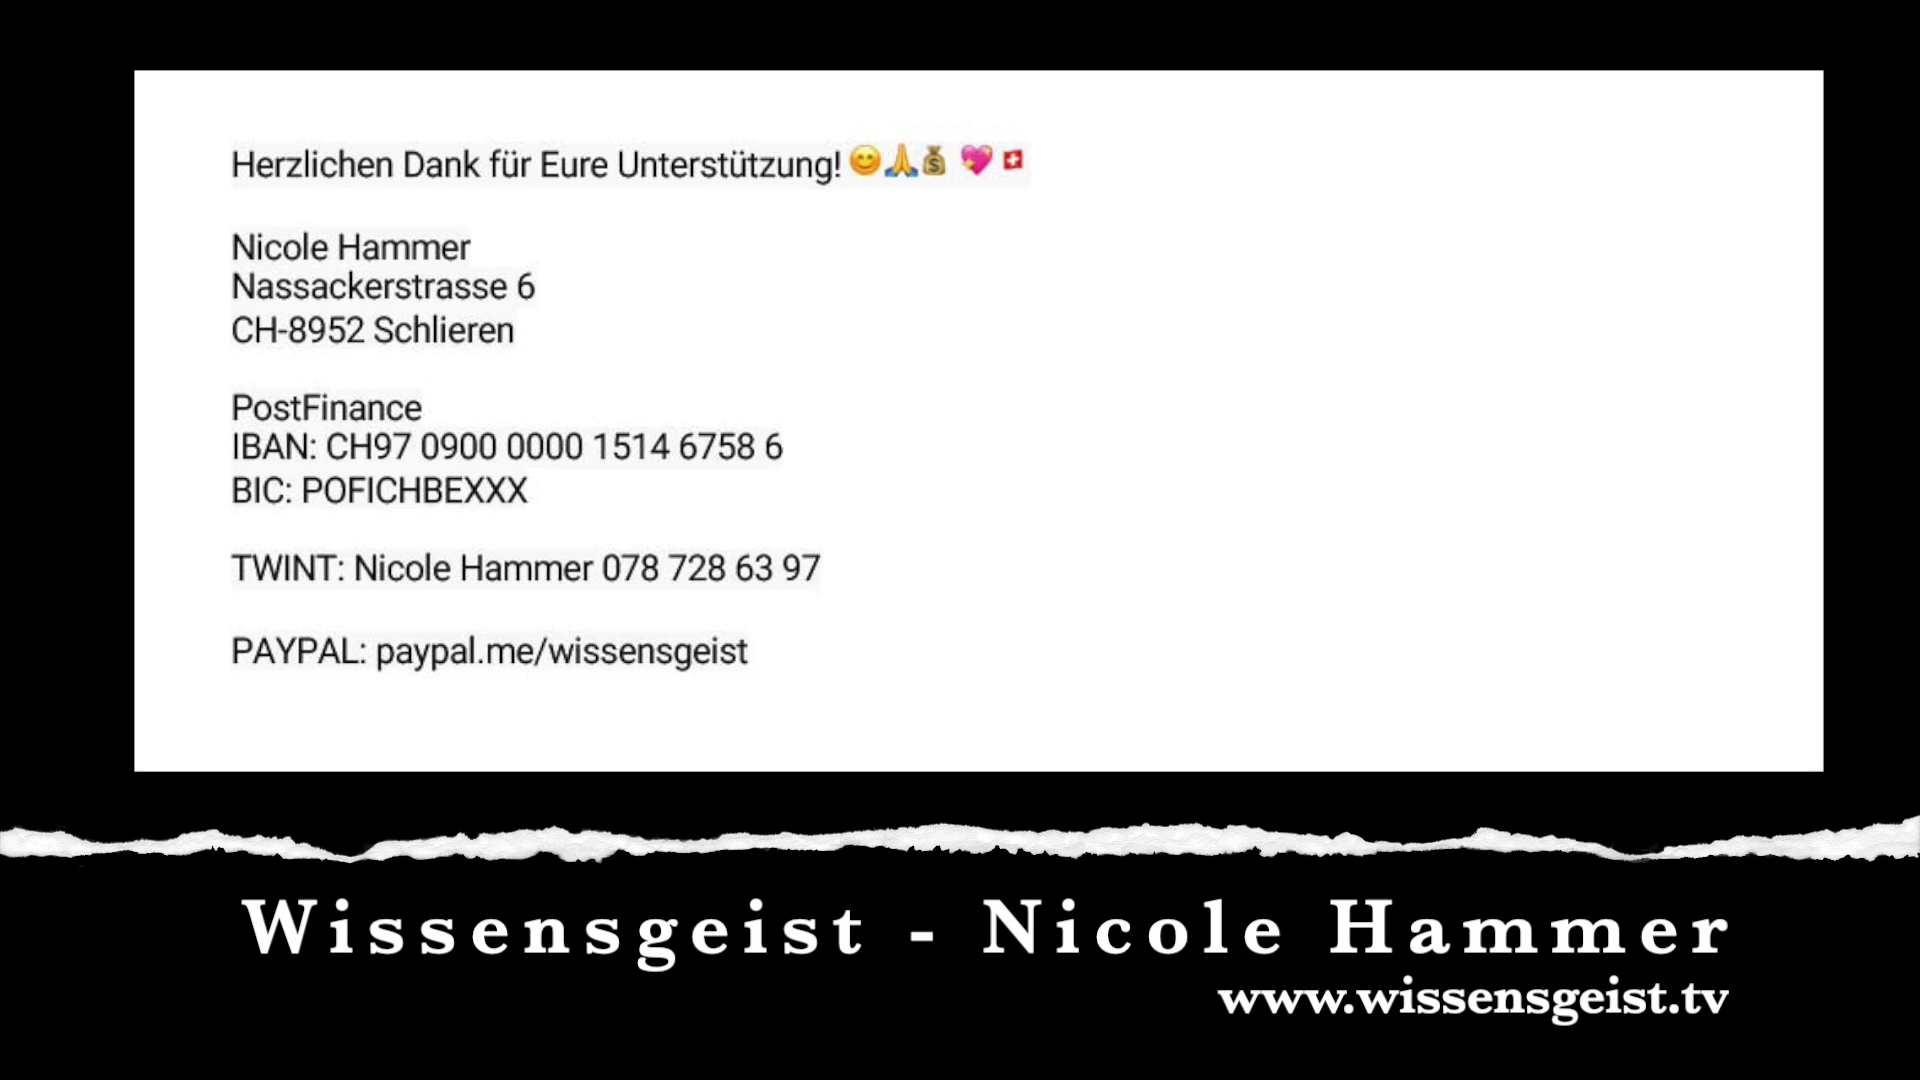 Herzlichen Dank für Eure Unterstützung! 😊🙏💰 💖🇨🇭
Nicole Hammer
Nassackerstrasse 6
CH-8952 Schlieren
PostFinance
IBAN: CH97 0900 0000 1514 6758 6
BIC: POFICHBEXXX
TWINT: Nicole Hammer 078 728 63 97
PAYPAL: paypal.me/wissensgeist
Wissensgeist - Nicole Hammer
www.wissensgeist.tv